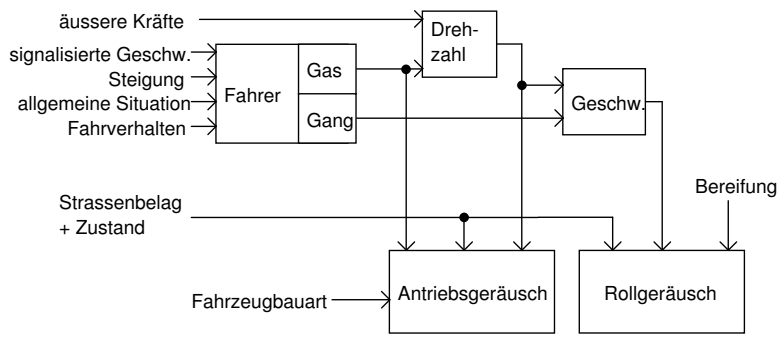 äussere Kräfte
Dreh-
zahl
signalisierte Geschw.
Steigung
allgemeine Situation
Fahrverhalten
Fahrer
Gas
Gang
Geschw.
Strassenbelag
+ Zustand
Bereifung
Fahrzeugbauart
Antriebsgeräusch
Rollgeräusch